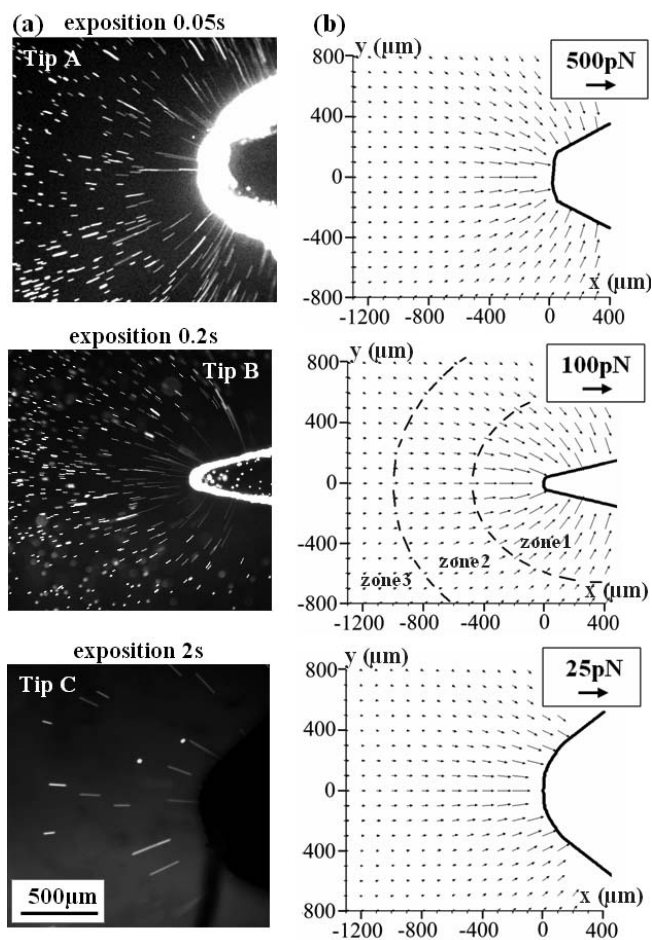 (a) exposition 0.05s
Tip A
(b)
y (µm)
500pN
800
400
0
-400
-800
x (µm)
-1200 -800 -400 0 400
exposition 0.2s
Tip B
y (µm)
100pN
800
400
0
-400
-800
zone1
zone2
zone3
x (µm)
-1200 -800 -400 0 400
exposition 2s
Tip C
500µm
y (µm)
25pN
800
400
0
-400
-800
x (µm)
-1200 -800 -400 0 400